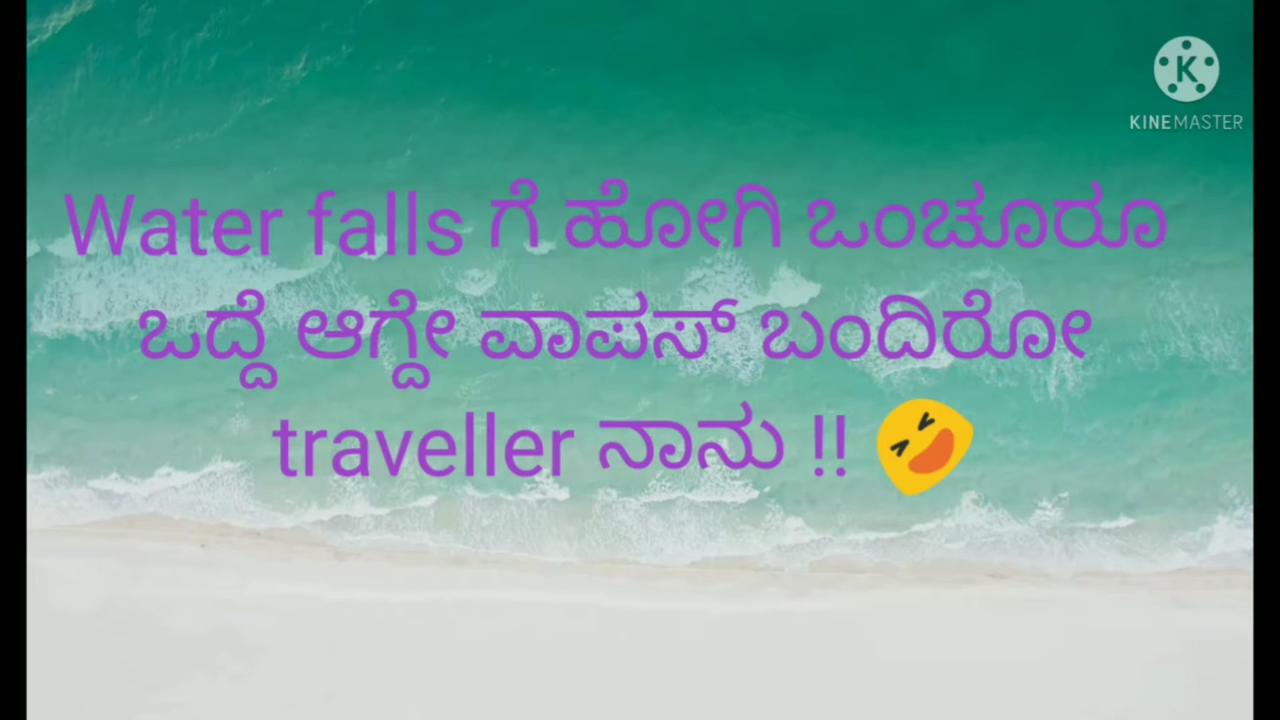 KINEMASTER
Water falls ಗೆ ಹೋಗಿ ಒಂಚೂರೂ
ಒದ್ದೆ ಆಗ್ದೇ ವಾಪಸ್ ಬಂದಿರೋ
traveller ನಾನು !! 🤣